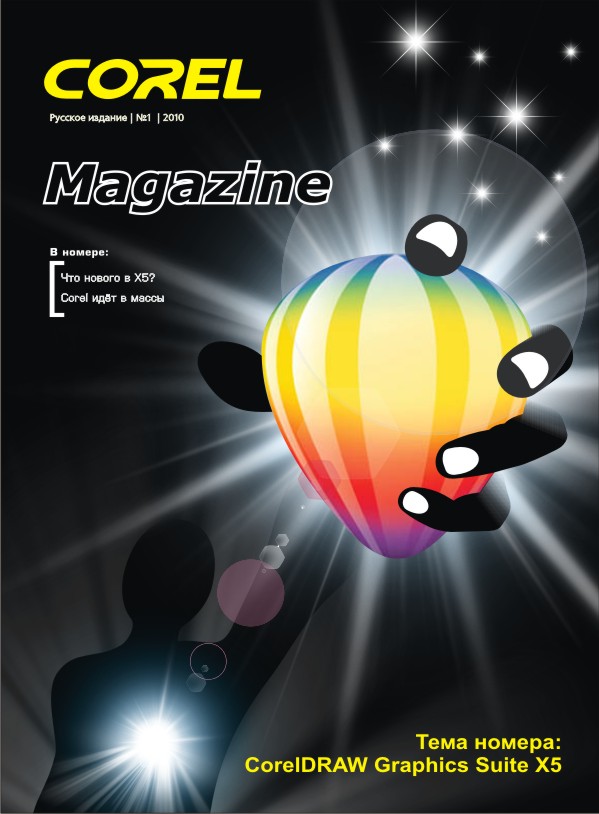 COREL
Русское издание | №1 | 2010
Magazine
В номере:
Что нового в X5?
Corel идёт в массы
Тема номера:
CorelDRAW Graphics Suite X5